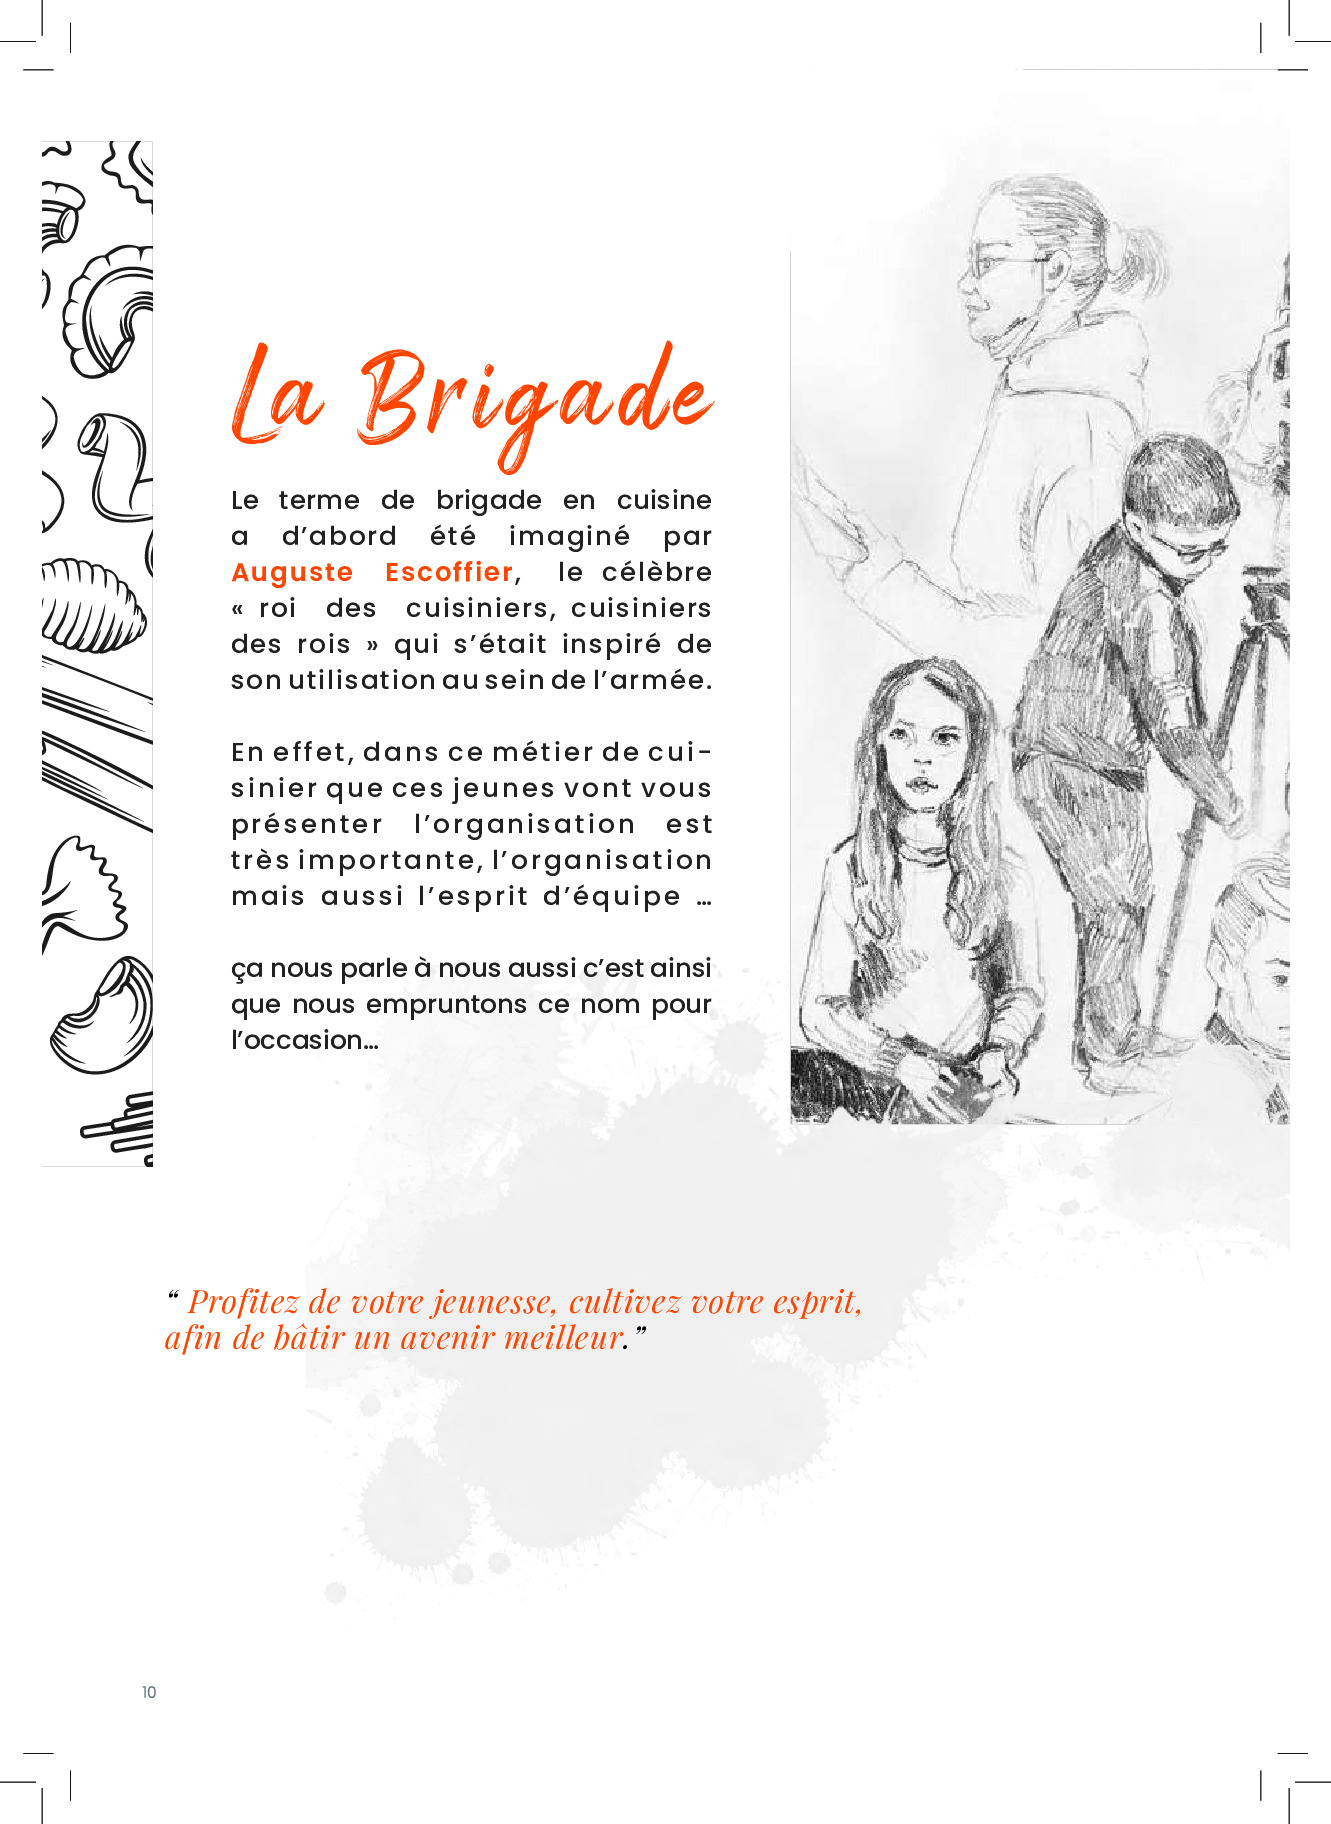 La Brigade
Le terme de brigade en cuisine
a d’abord été imaginé par
Auguste Escoffier, le célèbre
« roi des cuisiniers, cuisiniers
des rois » qui s’était inspiré de
son utilisation au sein de l’armée.
En effet, dans ce métier de cui-
sinier que ces jeunes vont vous
présenter l’organisation est
très importante, l’organisation
mais aussi l’esprit d’équipe …
ça nous parle à nous aussi c’est ainsi
que nous empruntons ce nom pour
l’occasion…
“ Profitez de votre jeunesse, cultivez votre esprit,
afin de bâtir un avenir meilleur.”
10